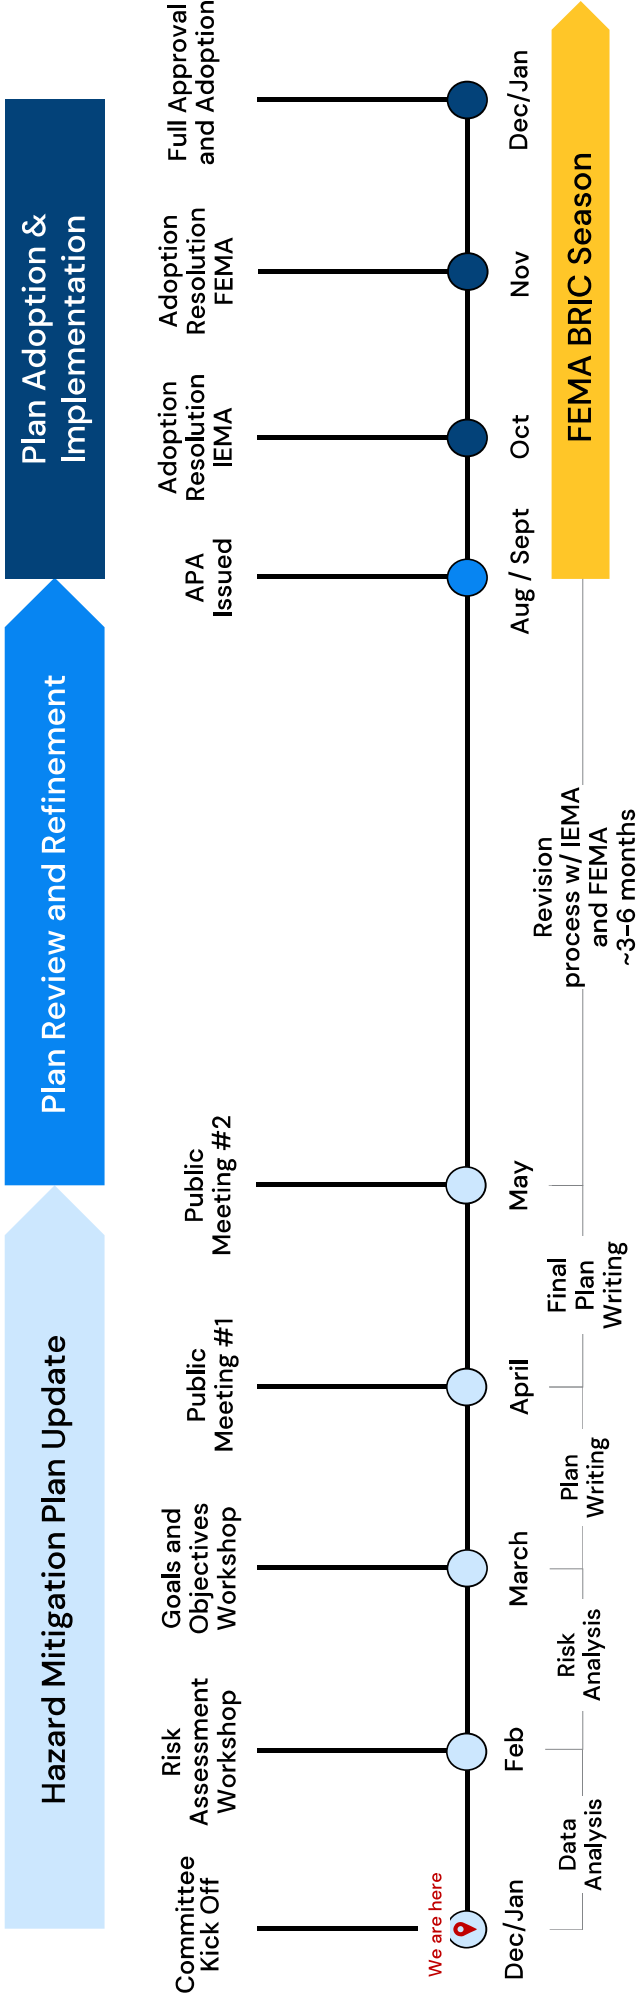 Hazard Mitigation Plan Update
Plan Review and Refinement
Plan Adoption &
Implementation
Committee
Kick Off
Risk
Assessment
Workshop
Goals and
Objectives
Workshop
Public
Meeting #1
Public
Meeting #2
APA
Issued
Adoption
Resolution
IEMA
Adoption
Resolution
FEMA
Full Approval
and Adoption
We are here
Dec/Jan
Feb
March
April
May
Aug / Sept
Oct
Nov
Dec/Jan
Data
Analysis
Risk
Analysis
Plan
Writing
Final
Plan
Writing
Revision
process w/ IEMA
and FEMA
~3-6 months
FEMA BRIC Season